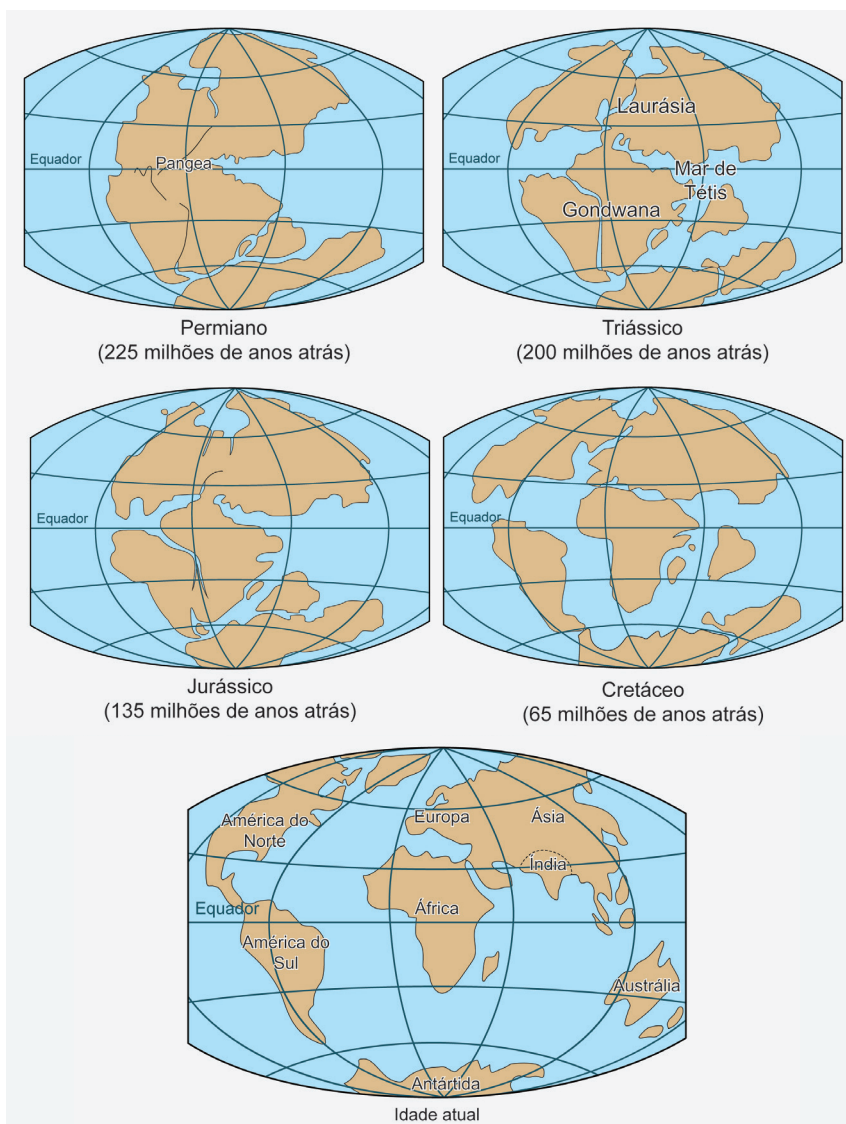 Equador
Pangea
Permiano
(225 milhões de anos atrás)
Laurásia
Equador
Mar de
Tétis
Gondwana
Triássico
(200 milhões de anos atrás)
Equador
Jurássico
(135 milhões de anos atrás)
Equador
Cretáceo
(65 milhões de anos atrás)
América do
Norte
Europa
Ásia
Índia
Equador
África
América do
Sul
Austrália
Antártida
Idade atual